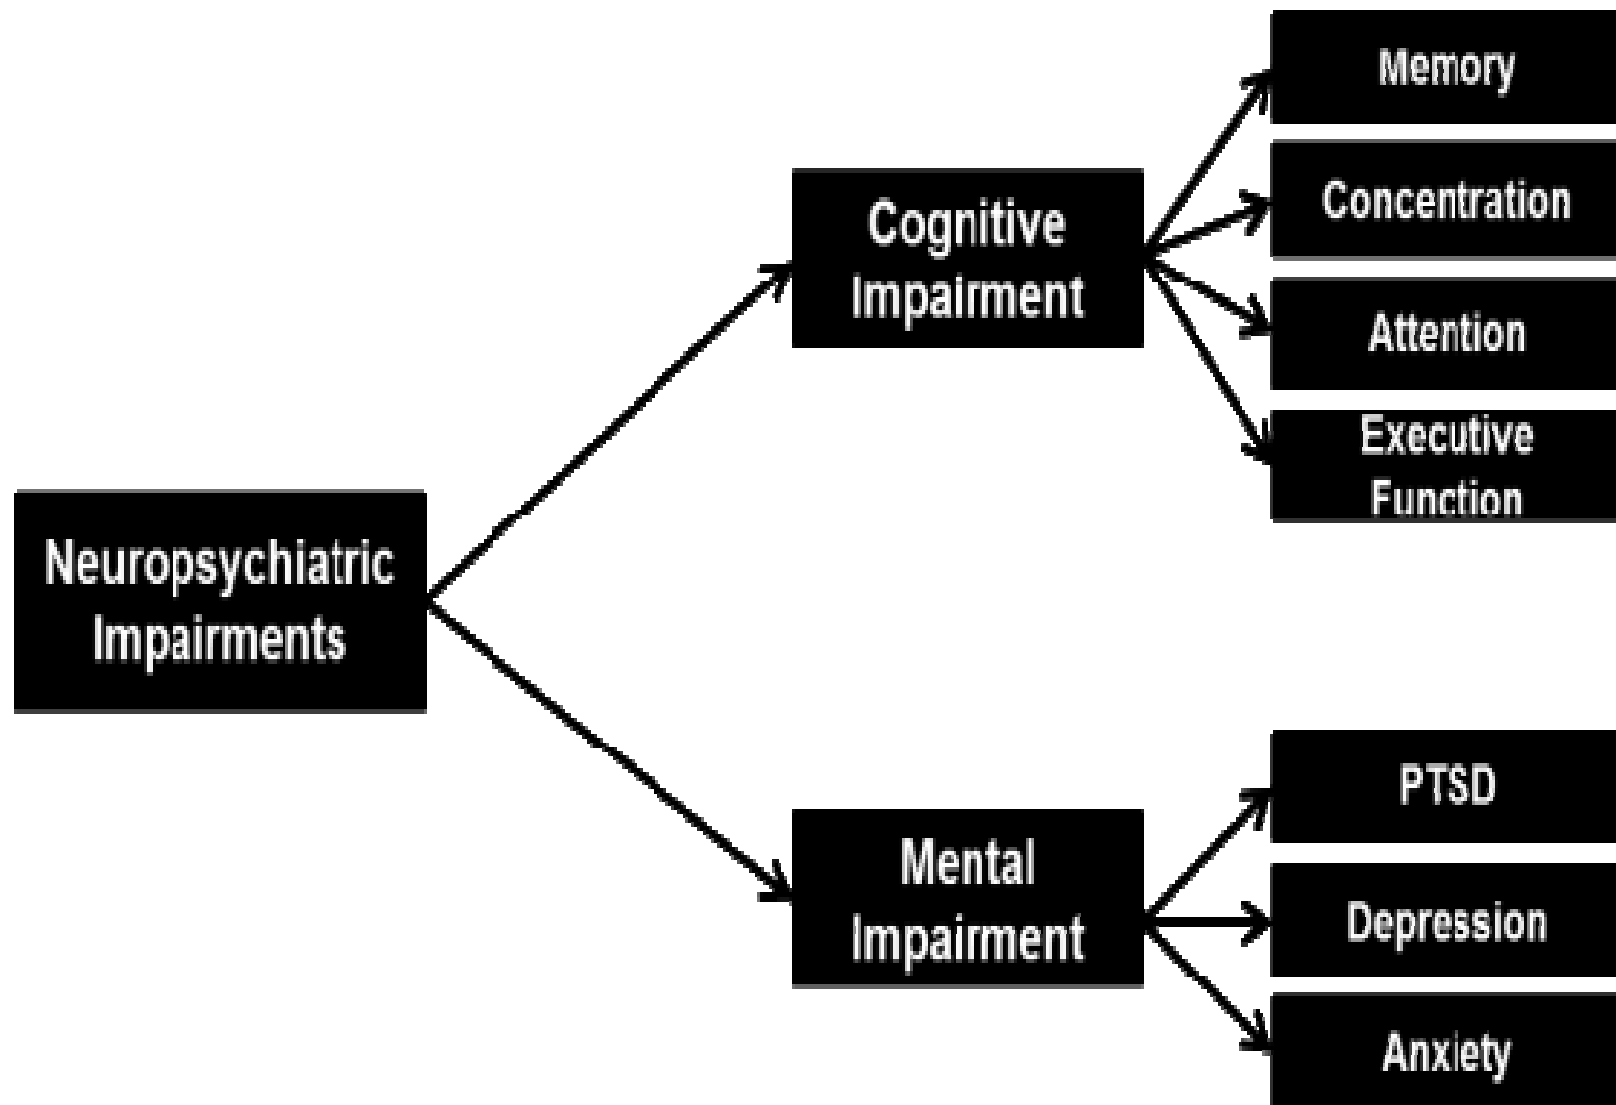 Memory
Concentration
Cognitive
Impairment
Attention
Executive
Function
Neuropsychiatric
Impairments
PTSD
Mental
Impairment
Depression
Anxiety